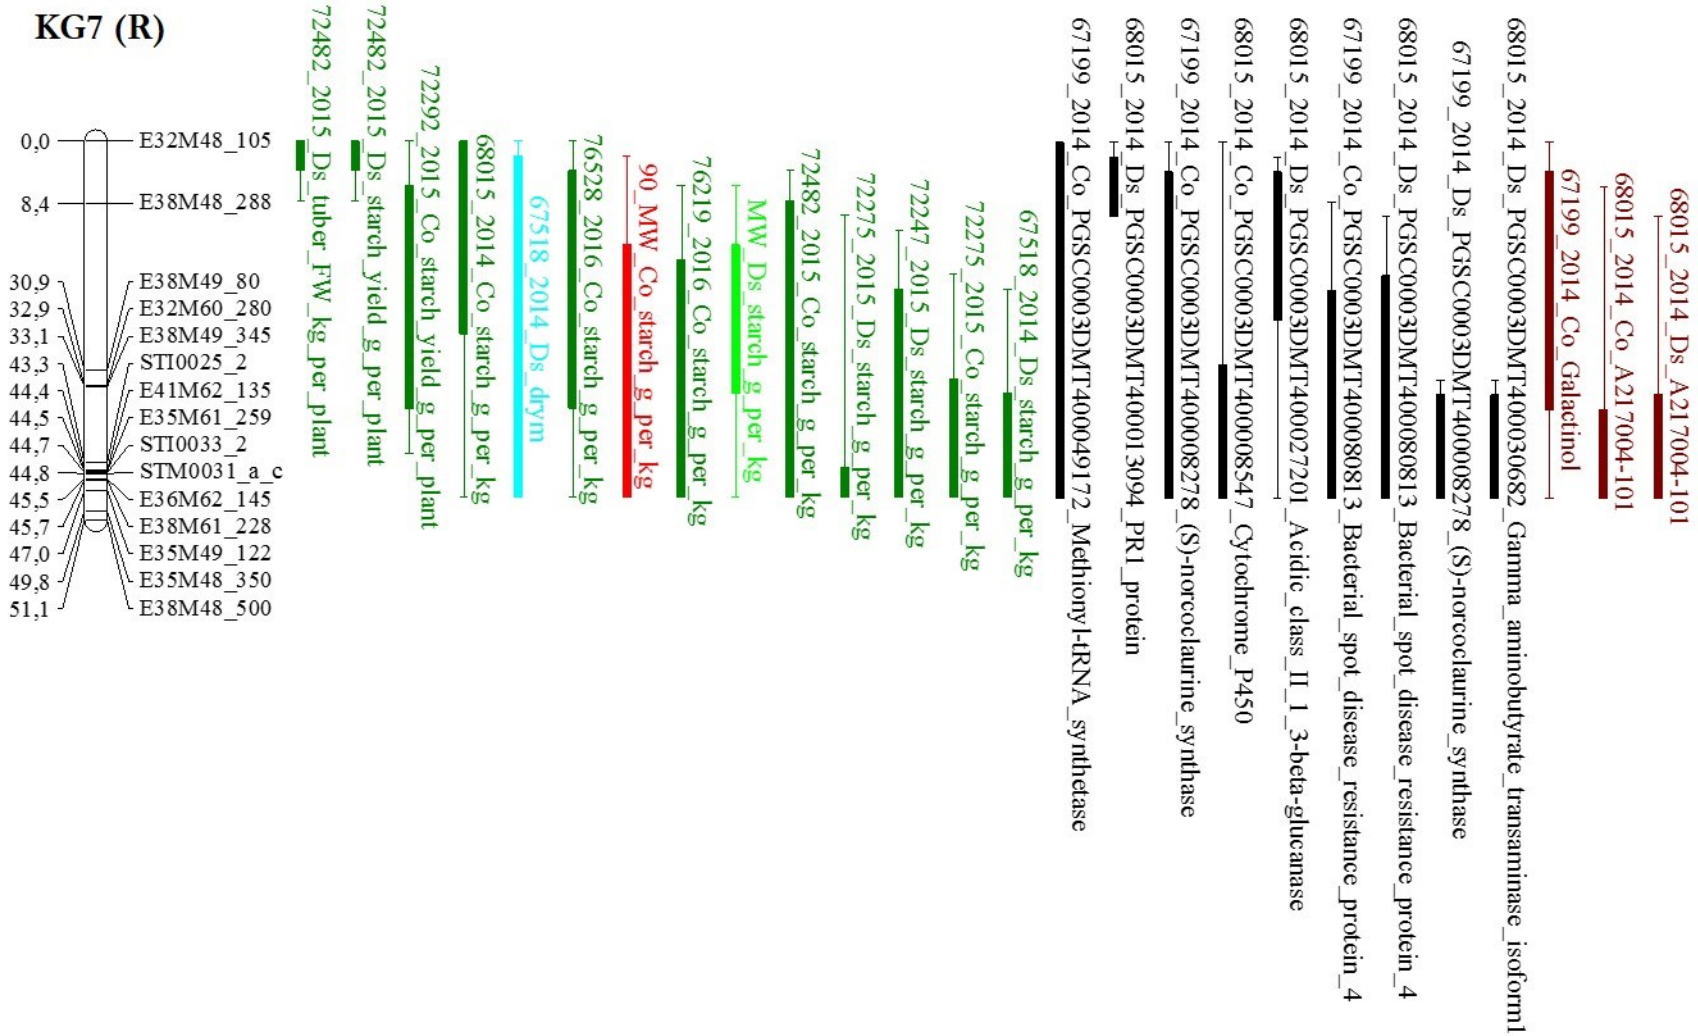 KG7 (R)
0,0 E32M48_105
8,4 E38M48_288
30,9 E38M49_80
32,9 E32M60_280
33,1 E38M49_345
43,3 STI0025_2
44,4 E41M62_135
44,5 E35M61_259
44,7 STI0033_2
44,8 STM0031_a_c
45,5 E36M62_145
45,7 E38M61_228
47,0 E35M49_122
49,8 E35M48_350
51,1 E38M48_500
72482_2015_Ds_tuber_FW_kg_per_plant
72482_2015_Ds_starch_yield_g_per_plant
72292_2015_Co_starch_yield_g_per_plant
68015_2014_Co_starch_g_per_kg
67518_2014_Ds_drym
76528_2016_Co_starch_g_per_kg
90_MW_Co_starch_g_per_kg
76219_2016_Co_starch_g_per_kg
MW_Ds_starch_g_per_kg
72482_2015_Co_starch_g_per_kg
72275_2015_Ds_starch_g_per_kg
72247_2015_Ds_starch_g_per_kg
72275_2015_Co_starch_g_per_kg
67518_2014_Ds_starch_g_per_kg
67199_2014_Co_PGSC0003DMT400049172_Methionyl-tRNA_synthetase
68015_2014_Ds_PGSC0003DMT400013094_PR1_protein
67199_2014_Co_PGSC0003DMT400008278_(S)-norcoclaurine_synthase
68015_2014_Co_PGSC0003DMT400008547_Cytochrome_P450
68015_2014_Ds_PGSC0003DMT400027201_Acidic_class_II_1_3-beta-glucanase
67199_2014_Co_PGSC0003DMT400080813_Bacterial_spot_disease_resistance_protein_4
68015_2014_Ds_PGSC0003DMT400080813_Bacterial_spot_disease_resistance_protein_4
67199_2014_Ds_PGSC0003DMT400008278_(S)-norcoclaurine_synthase
68015_2014_Ds_PGSC0003DMT400030682_Gamma_aminobutyrate_transaminase_isoform1
67199_2014_Co_Galactinol
68015_2014_Co_A217004-101
68015_2014_Ds_A217004-101